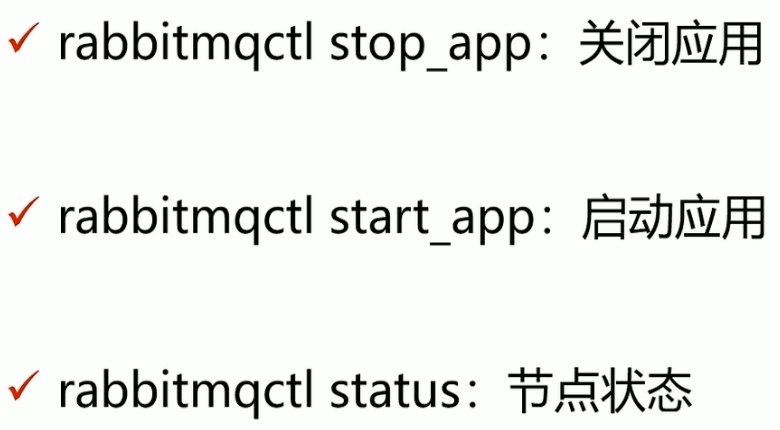 rabbitmqctl stop_app：关闭应用
rabbitmqctl start_app：启动应用
rabbitmqctl status：节点状态